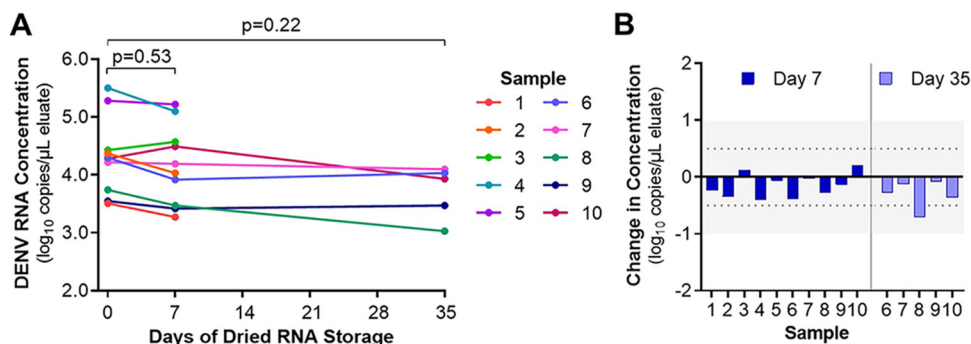 A
p=0.22
p=0.53
DENV RNA Concentration
(log10 copies/µL eluate)
6.0
5.0
4.0
3.0
2.0
0 7 14 21 28 35
Days of Dried RNA Storage
Sample
1 6
2 7
3 8
4 9
5 10
B
Change in Concentration
(log10 copies/µL eluate)
2
1
0
-1
-2
Day 7 Day 35
1 2 3 4 5 6 7 8 9 10 6 7 8 9 10
Sample